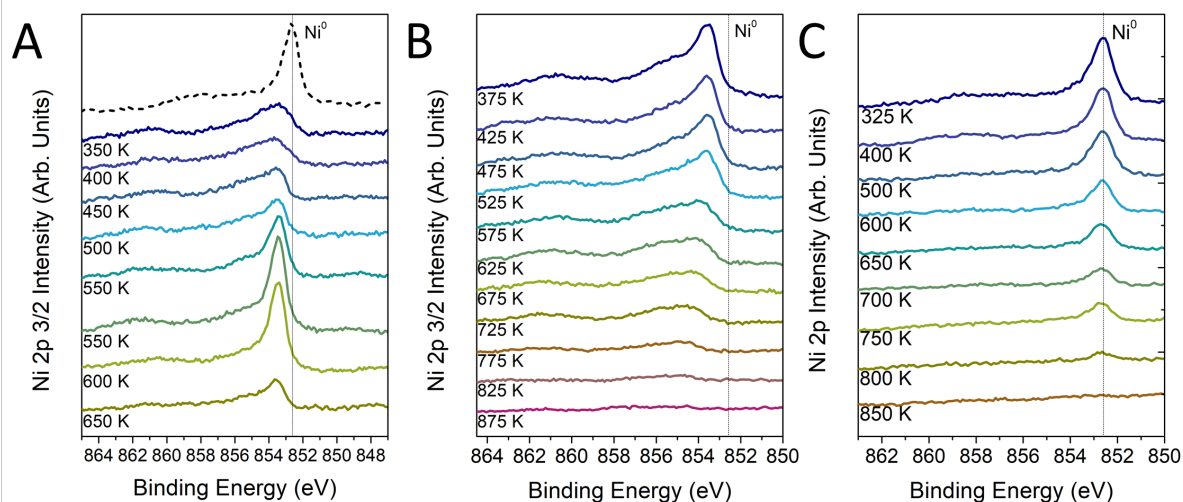 A
Ni 2p 3/2 Intensity (Arb. Units)
Ni⁰
350 K
400 K
450 K
500 K
550 K
550 K
600 K
650 K
864 862 860 858 856 854 852 850 848
Binding Energy (eV)
B
Ni 2p 3/2 Intensity (Arb. Units)
Ni⁰
375 K
425 K
475 K
525 K
575 K
625 K
675 K
725 K
775 K
825 K
875 K
864 862 860 858 856 854 852 850
Binding Energy (eV)
C
Ni 2p Intensity (Arb. Units)
Ni⁰
325 K
400 K
500 K
600 K
650 K
700 K
750 K
800 K
850 K
862 860 858 856 854 852 850
Binding Energy (eV)